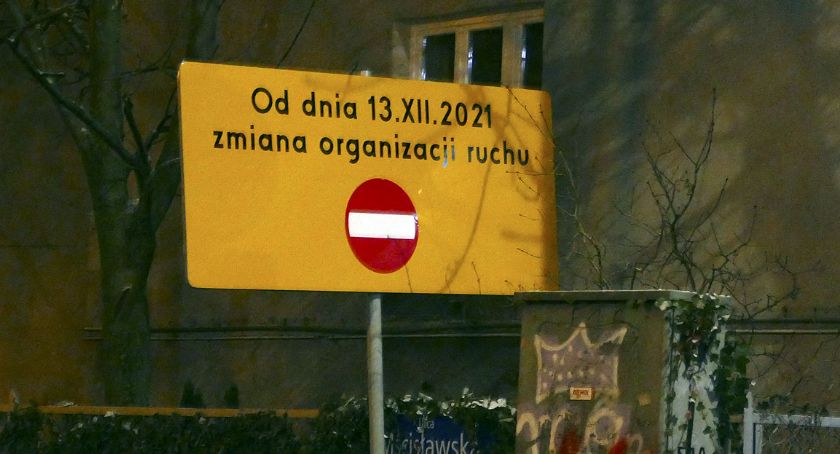 Od dnia 13.XII.2021
zmiana organizacji ruchu